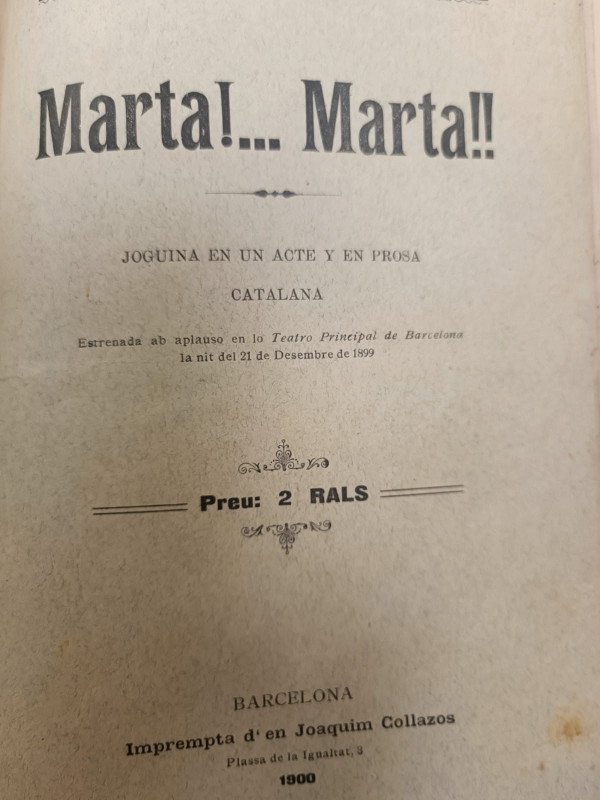 Marta!... Marta!!
JOGUINA EN UN ACTE Y EN PROSA
CATALANA
Estrenada ab aplauso en lo Teatro Principal de Barcelona
la nit del 21 de Desembre de 1899
Preu: 2 RALS
BARCELONA
Imprempta d' en Joaquim Collazos
Plassa de la Igualtat, 3
1900